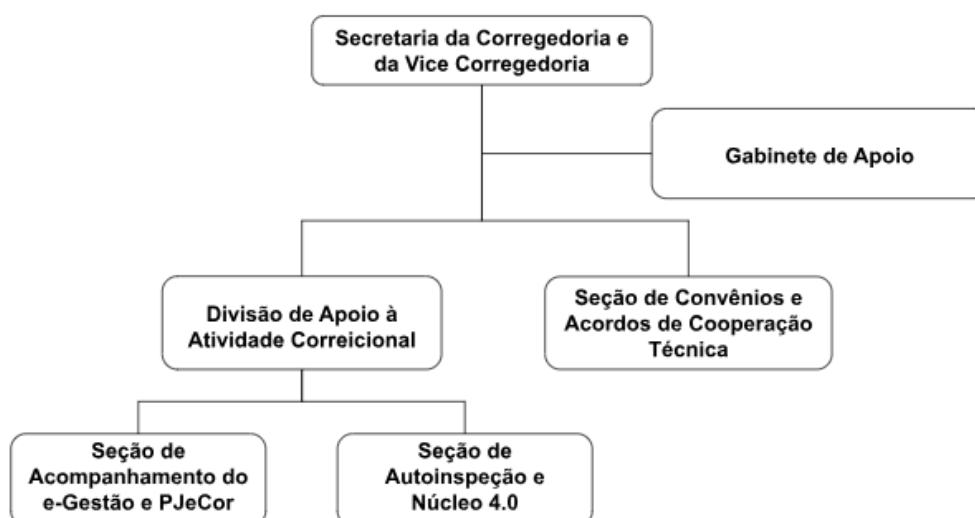 Secretaria da Corregedoria e
da Vice Corregedoria
Gabinete de Apoio
Divisão de Apoio à
Atividade Correicional
Seção de Convênios e
Acordos de Cooperação
Técnica
Seção de
Acompanhamento do
e-Gestão e PJeCor
Seção de
Autoinspeção e
Núcleo 4.0